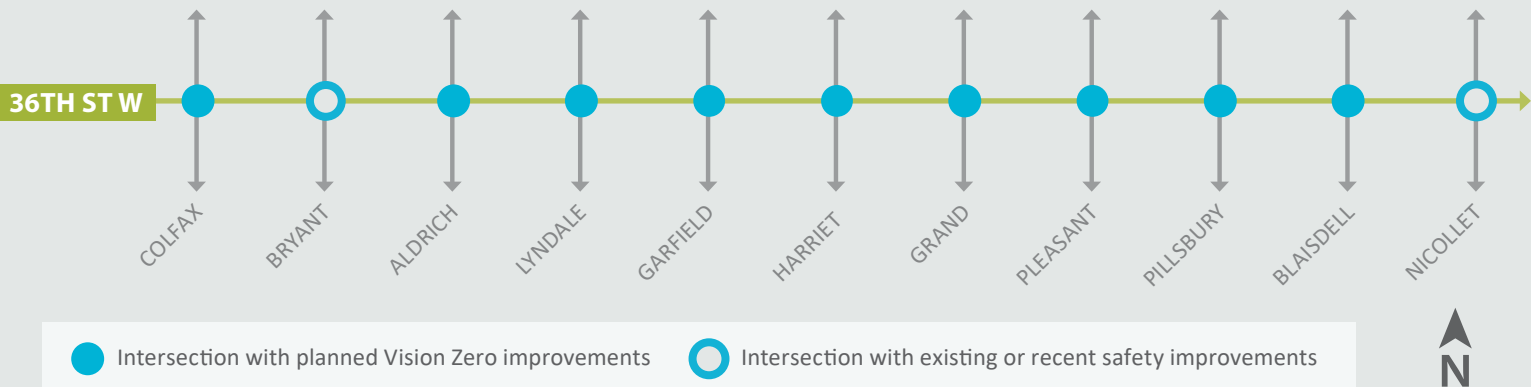 36TH ST W
COLFAX
BRYANT
ALDRICH
LYNDALE
GARFIELD
HARRIET
GRAND
PLEASANT
PILLSBURY
BLAISDELL
NICOLLET
Intersection with planned Vision Zero improvements
Intersection with existing or recent safety improvements
N